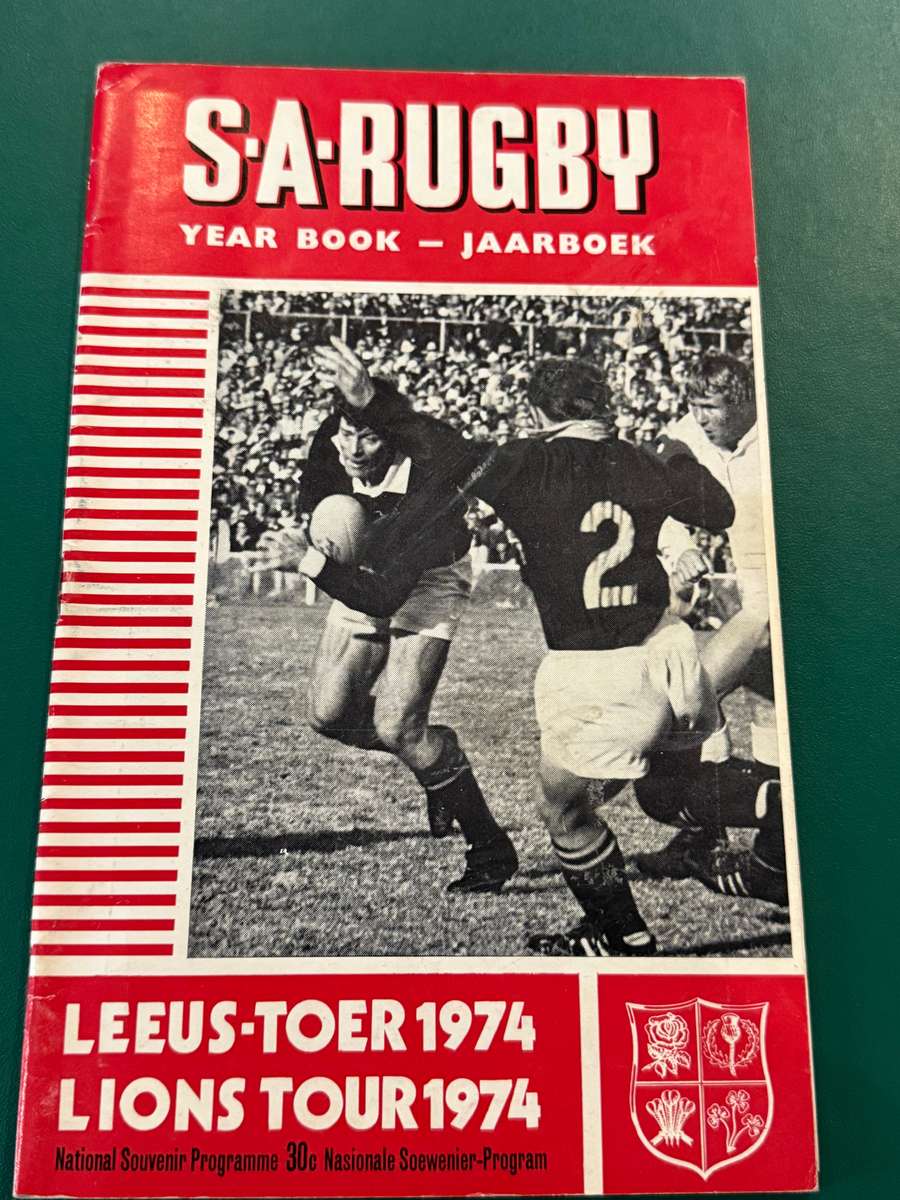 S·A·RUGBY
YEAR BOOK – JAARBOEK
2
LEEUS-TOER 1974
LIONS TOUR 1974
National Souvenir Programme 30c Nasionale Soewenier-Program